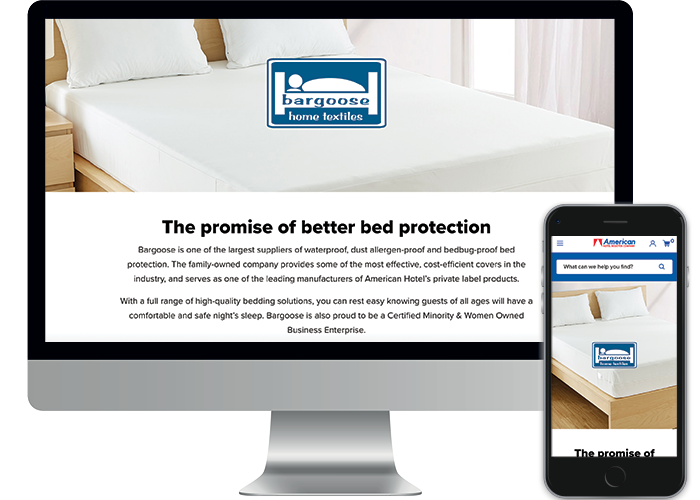 bargoose
home textiles
The promise of better bed protection
Bargoose is one of the largest suppliers of waterproof, dust allergen-proof and bedbug-proof bed
protection. The family-owned company provides some of the most effective, cost-efficient covers in the
industry, and serves as one of the leading manufacturers of American Hotel's private label products.
With a full range of high-quality bedding solutions, you can rest easy knowing guests of all ages will have a
comfortable and safe night's sleep. Bargoose is also proud to be a Certified Minority & Women Owned
Business Enterprise.
American
0
What can we help you find?
bargoose
home textiles
The promise of